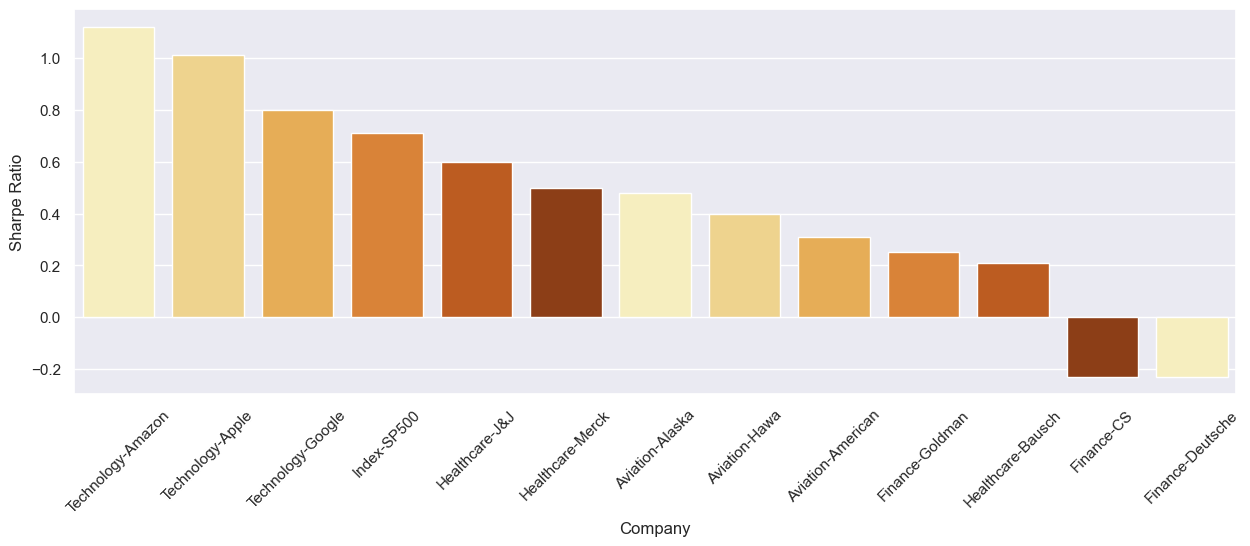 Sharpe Ratio
1.0
0.8
0.6
0.4
0.2
0.0
−0.2
Technology-Amazon
Technology-Apple
Technology-Google
Index-SP500
Healthcare-J&J
Healthcare-Merck
Aviation-Alaska
Aviation-Hawa
Aviation-American
Finance-Goldman
Healthcare-Bausch
Finance-CS
Finance-Deutsche
Company